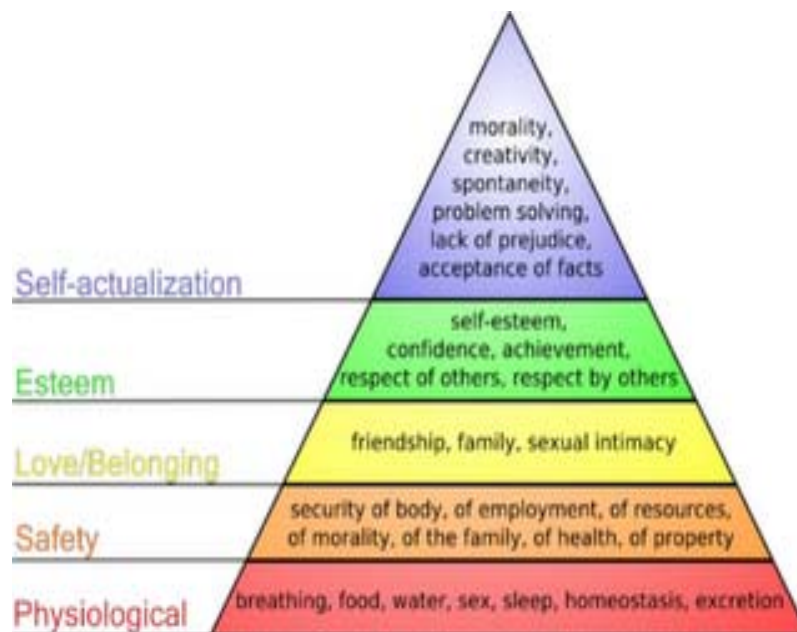 morality,
creativity,
spontaneity,
problem solving,
lack of prejudice,
acceptance of facts
Self-actualization
self-esteem,
confidence, achievement,
respect of others, respect by others
Esteem
friendship, family, sexual intimacy
Love/Belonging
security of body, of employment, of resources,
of morality, of the family, of health, of property
Safety
breathing, food, water, sex, sleep, homeostasis, excretion
Physiological